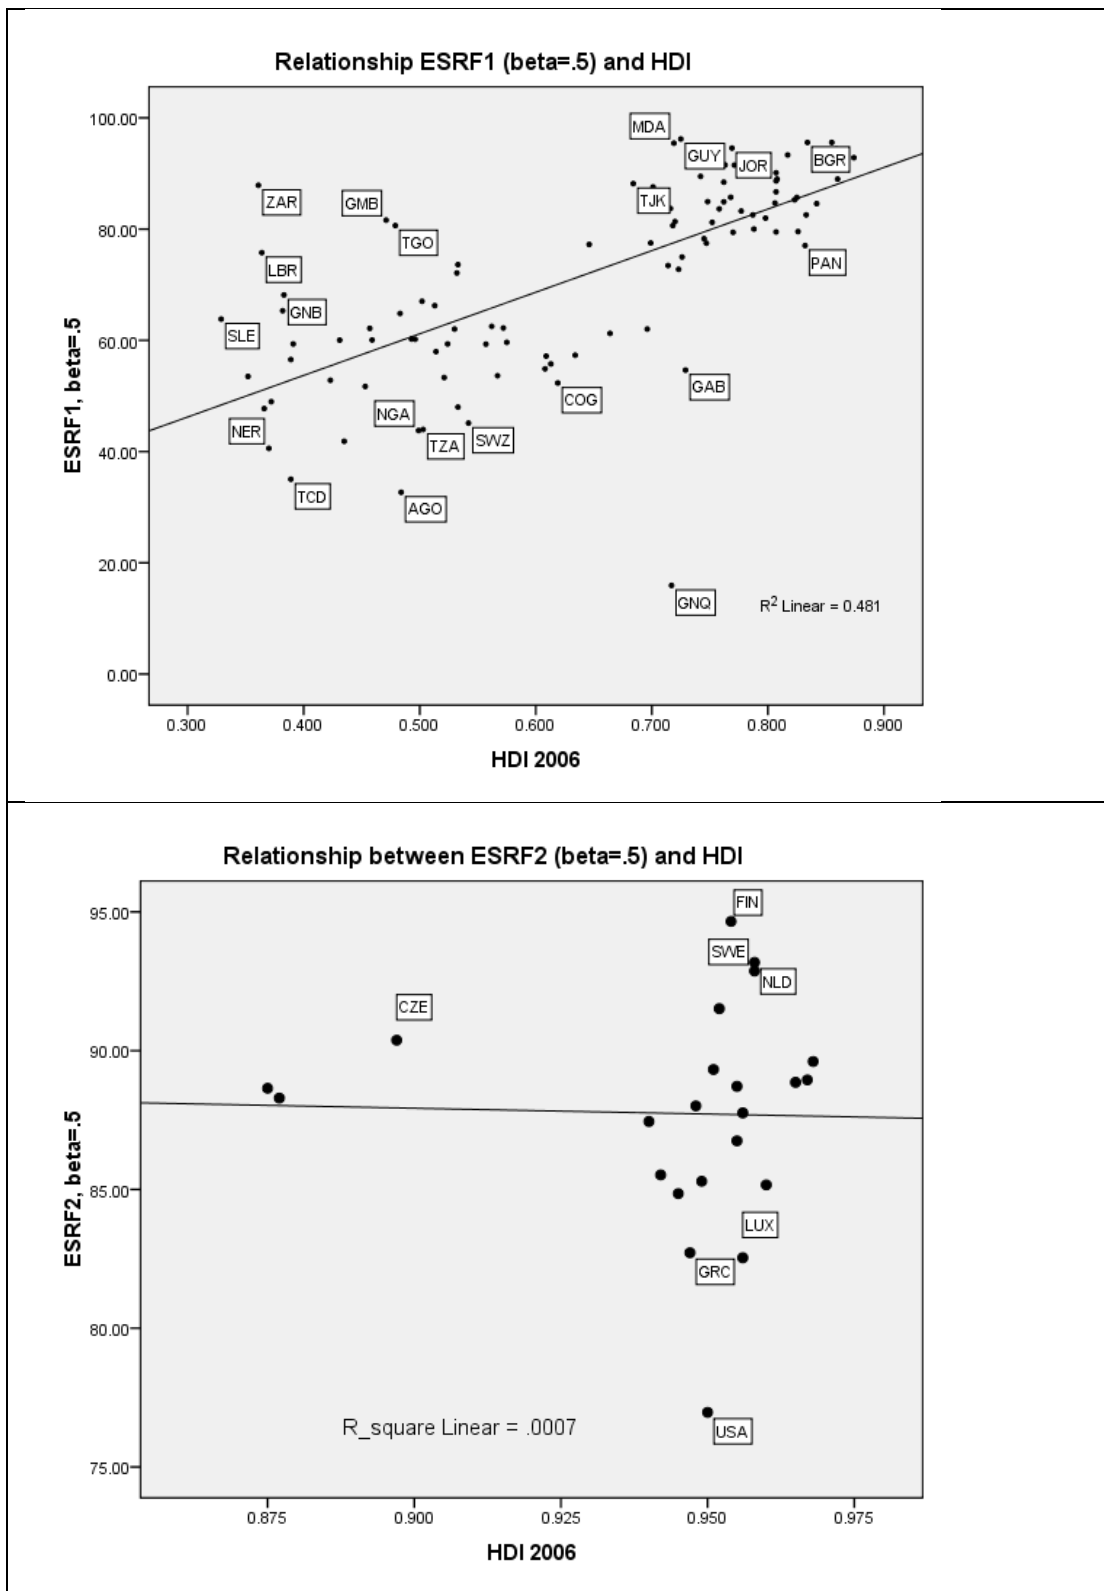 Relationship ESRF1 (beta=.5) and HDI
100.00
80.00
60.00
40.00
20.00
0.00
ESRF1, beta=.5
MDA
GUY
JOR
BGR
ZAR
GMB
TJK
TGO
PAN
LBR
GNB
SLE
GAB
COG
NGA
NER
TZA
SWZ
TCD
AGO
GNQ
R2 Linear = 0.481
0.300 0.400 0.500 0.600 0.700 0.800 0.900
HDI 2006
Relationship between ESRF2 (beta=.5) and HDI
95.00
90.00
85.00
80.00
75.00
ESRF2, beta=.5
FIN
SWE
NLD
CZE
LUX
GRC
USA
R_square Linear = .0007
0.875 0.900 0.925 0.950 0.975
HDI 2006